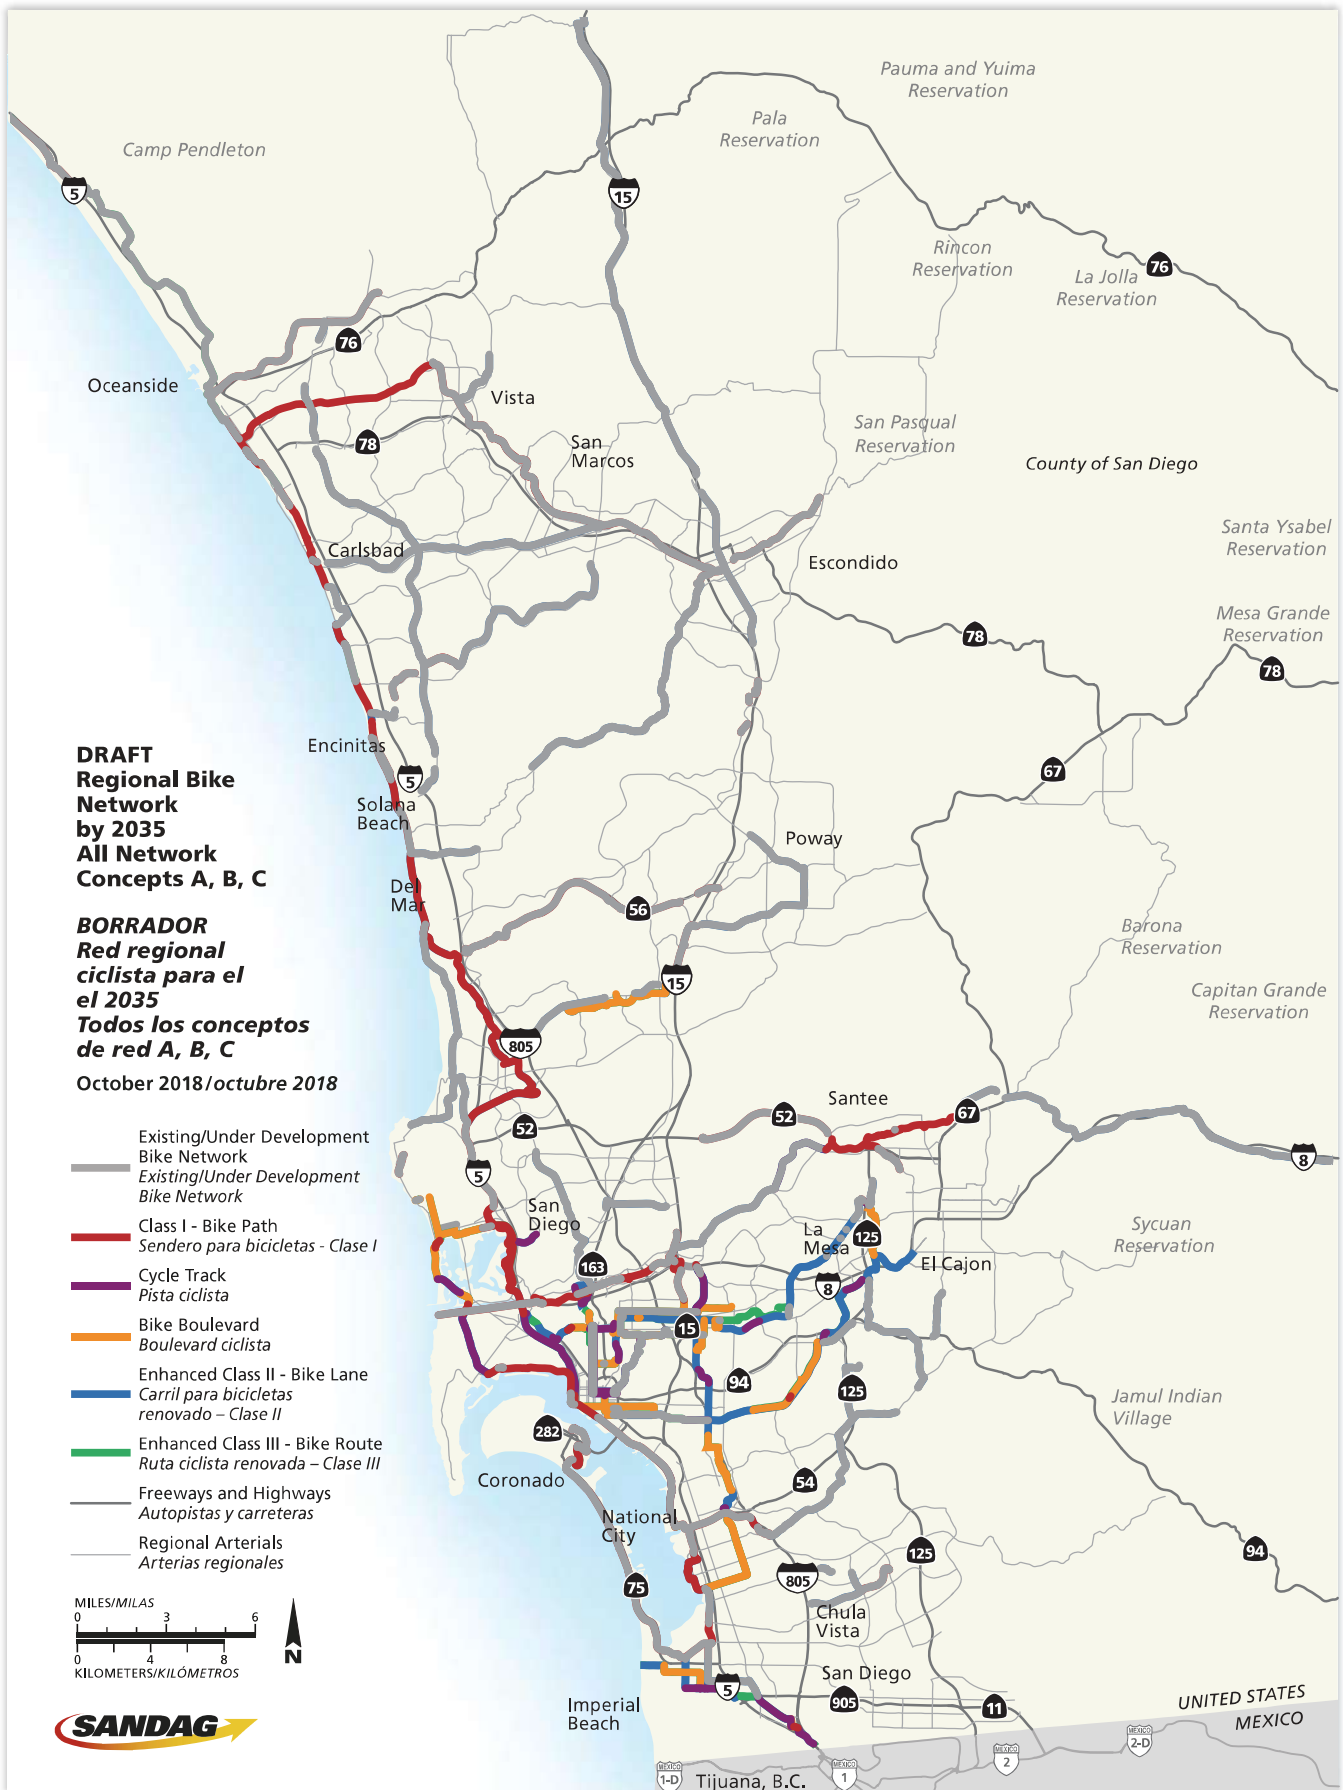 Pauma and Yuima
Reservation
Pala
Reservation
Camp Pendleton
5
15
Rincon
Reservation
76
La Jolla
Reservation
76
Oceanside
Vista
San Pasqual
Reservation
78
San
Marcos
County of San Diego
Santa Ysabel
Reservation
Carlsbad
Escondido
Mesa Grande
Reservation
78
78
Encinitas
DRAFT
Regional Bike
Network
by 2035
All Network
Concepts A, B, C
67
5
Solana
Beach
Poway
Del
Mar
56
BORRADOR
Red regional
ciclista para el
el 2035
Todos los conceptos
de red A, B, C
Barona
Reservation
15
Capitan Grande
Reservation
805
October 2018/octubre 2018
Santee
52
67
52
Existing/Under Development
Bike Network
Existing/Under Development
Bike Network
8
5
San
Diego
Class I - Bike Path
Sendero para bicicletas - Clase I
La
Mesa
125
Sycuan
Reservation
El Cajon
163
Cycle Track
Pista ciclista
8
Bike Boulevard
Boulevard ciclista
15
Enhanced Class II - Bike Lane
Carril para bicicletas
renovado – Clase II
94
125
Jamul Indian
Village
282
Enhanced Class III - Bike Route
Ruta ciclista renovada – Clase III
Coronado
54
Freeways and Highways
Autopistas y carreteras
National
City
Regional Arterials
Arterias regionales
125
94
805
75
MILES/MILAS
0 3 6
0 4 8
KILOMETERS/KILÓMETROS
N
Chula
Vista
San Diego
5
905
11
Imperial
Beach
UNITED STATES
MEXICO
SANDAG
MEXICO
2-D
MEXICO
2
MEXICO
1-D
Tijuana, B.C.
MEXICO
1